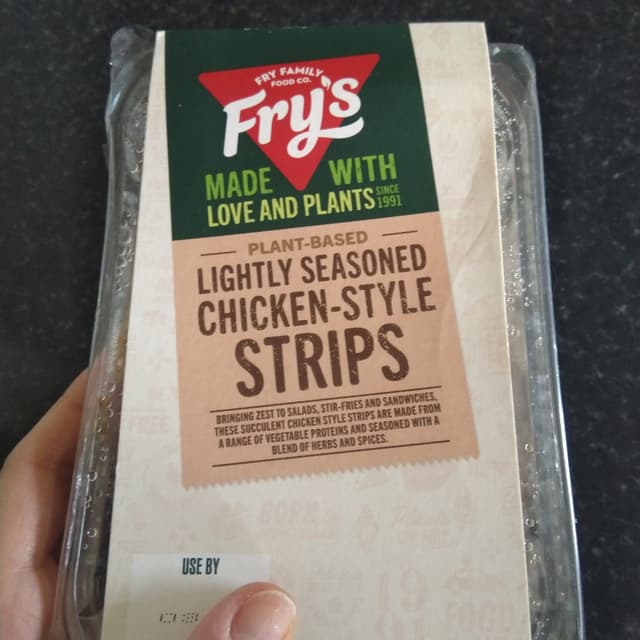 FRY FAMILY
FOOD CO.
Fry's
MADE WITH
LOVE AND PLANTS SINCE 1991
PLANT-BASED
LIGHTLY SEASONED
CHICKEN-STYLE
STRIPS
BRINGING ZEST TO SALADS, STIR-FRIES AND SANDWICHES,
THESE SUCCULENT CHICKEN STYLE STRIPS ARE MADE FROM
A RANGE OF VEGETABLE PROTEINS AND SEASONED WITH A
BLEND OF HERBS AND SPICES.
BORN
USE BY